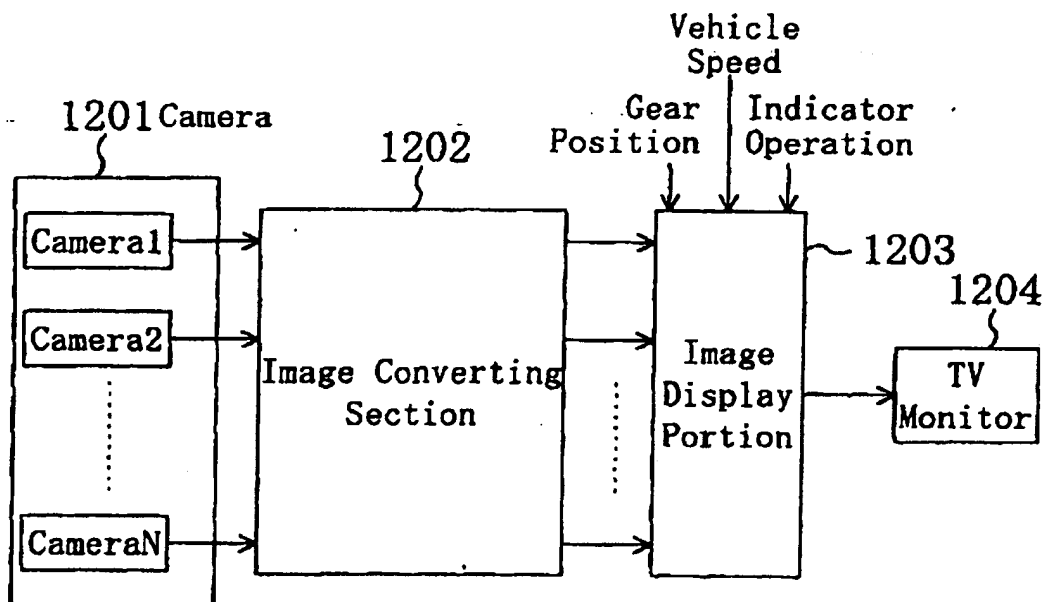 Vehicle
Speed
Gear
Position
Indicator
Operation
1201 Camera
1202
1203
1204
Camera1
Camera2
CameraN
Image Converting
Section
Image
Display
Portion
TV
Monitor